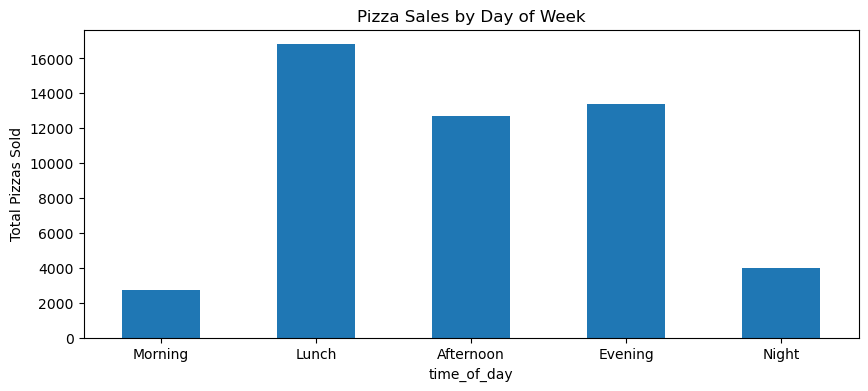 Pizza Sales by Day of Week
Total Pizzas Sold
16000
14000
12000
10000
8000
6000
4000
2000
0
Morning Lunch Afternoon Evening Night
time_of_day